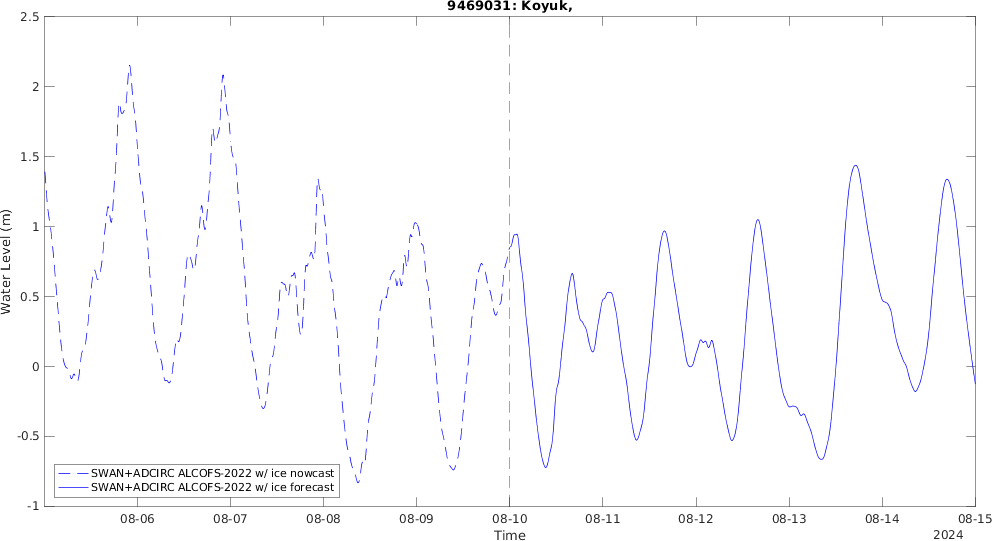 9469031: Koyuk,
2.5
2
1.5
1
0.5
0
-0.5
-1
Water Level (m)
SWAN+ADCIRC ALCOFS-2022 w/ ice nowcast
SWAN+ADCIRC ALCOFS-2022 w/ ice forecast
08-06 08-07 08-08 08-09 08-10 08-11 08-12 08-13 08-14 08-15
Time
2024